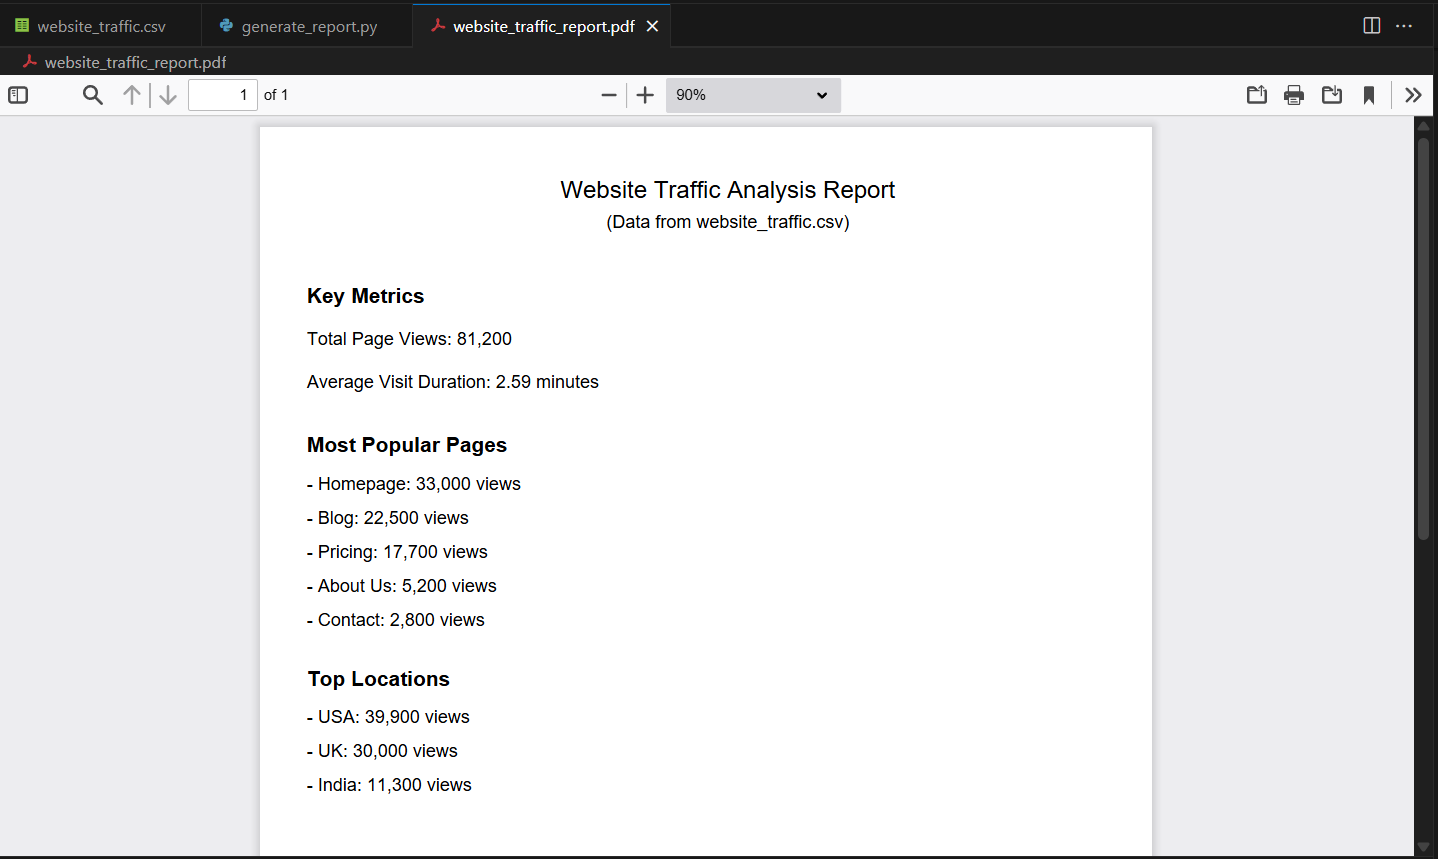 website_traffic.csv
generate_report.py
website_traffic_report.pdf
website_traffic_report.pdf
1 of 1
90%
Website Traffic Analysis Report
(Data from website_traffic.csv)
Key Metrics
Total Page Views: 81,200
Average Visit Duration: 2.59 minutes
Most Popular Pages
- Homepage: 33,000 views
- Blog: 22,500 views
- Pricing: 17,700 views
- About Us: 5,200 views
- Contact: 2,800 views
Top Locations
- USA: 39,900 views
- UK: 30,000 views
- India: 11,300 views